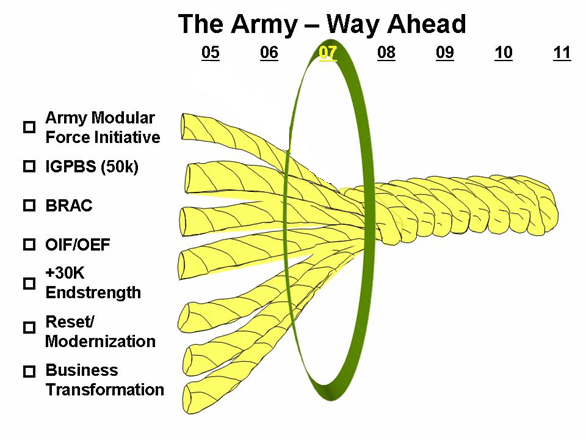 The Army – Way Ahead
05 06 07 08 09 10 11
Army Modular
Force Initiative
IGPBS (50k)
BRAC
OIF/OEF
+30K
Endstrength
Reset/
Modernization
Business
Transformation